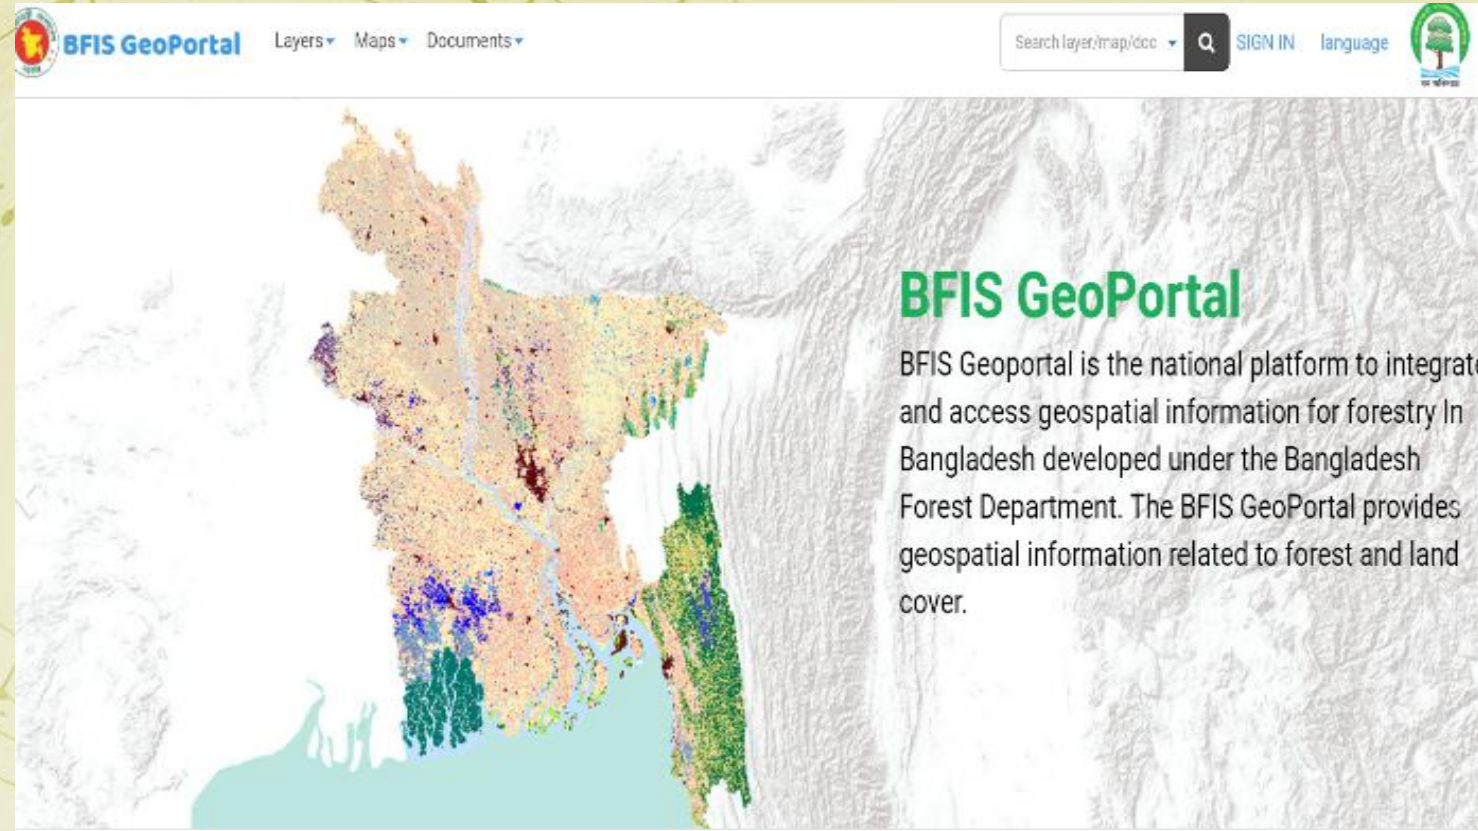 BFIS GeoPortal
Layers
Maps
Documents
Search layer/map/doc
SIGN IN
language
BFIS GeoPortal
BFIS Geoportal is the national platform to integrate
and access geospatial information for forestry In
Bangladesh developed under the Bangladesh
Forest Department. The BFIS GeoPortal provides
geospatial information related to forest and land
cover.